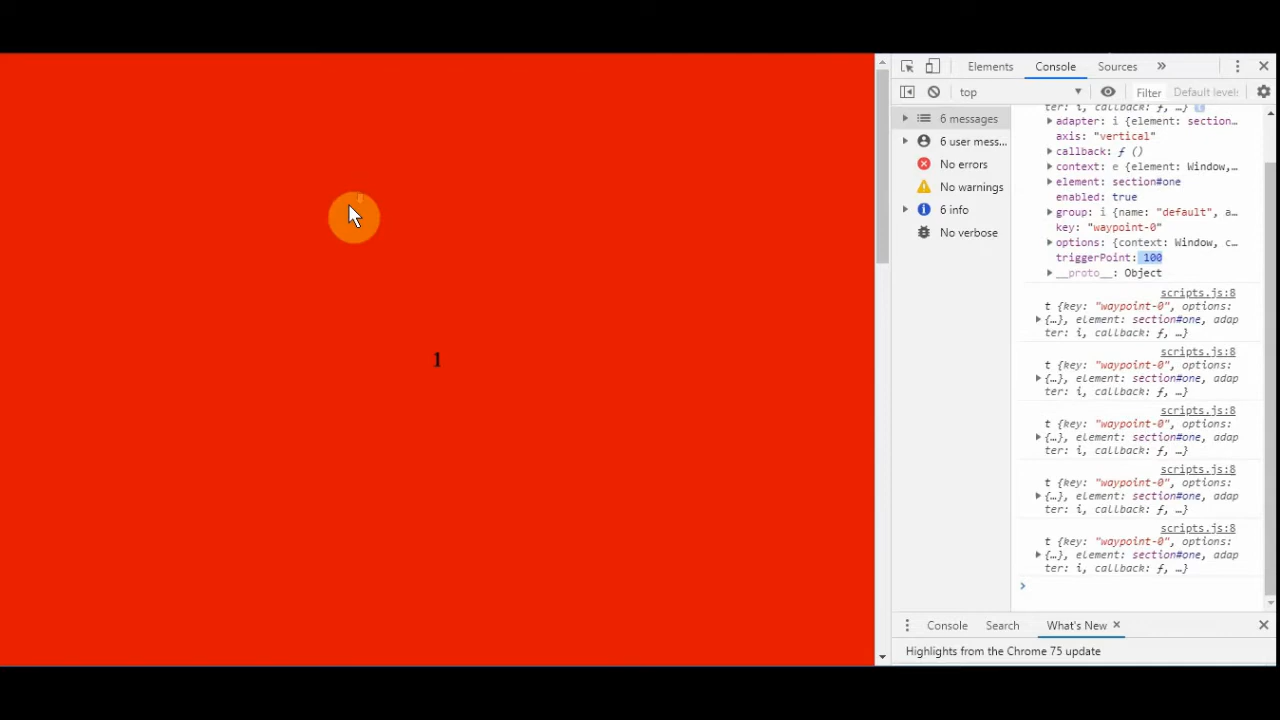 Elements Console Sources »
top Filter Default levels
6 messages
6 user mess...
No errors
No warnings
6 info
No verbose
ter: i, callback: ƒ, …}
adapter: i {element: section…
axis: "vertical"
callback: ƒ ()
context: e {element: Window,…
element: section#one
enabled: true
group: i {name: "default", a…
key: "waypoint-0"
options: {context: Window, c…
triggerPoint: 100
__proto__: Object
scripts.js:8
t {key: "waypoint-0", options:
{…}, element: section#one, adap
ter: i, callback: ƒ, …}
scripts.js:8
t {key: "waypoint-0", options:
{…}, element: section#one, adap
ter: i, callback: ƒ, …}
scripts.js:8
t {key: "waypoint-0", options:
{…}, element: section#one, adap
ter: i, callback: ƒ, …}
scripts.js:8
t {key: "waypoint-0", options:
{…}, element: section#one, adap
ter: i, callback: ƒ, …}
scripts.js:8
t {key: "waypoint-0", options:
{…}, element: section#one, adap
ter: i, callback: ƒ, …}
1
Console Search What's New
Highlights from the Chrome 75 update